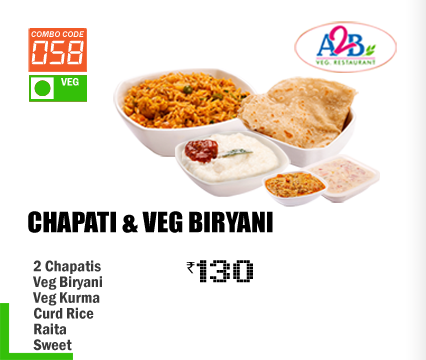 COMBO CODE
058
VEG
A2B
VEG. RESTAURANT
CHAPATI & VEG BIRYANI
2 Chapatis
Veg Biryani
Veg Kurma
Curd Rice
Raita
Sweet
₹130